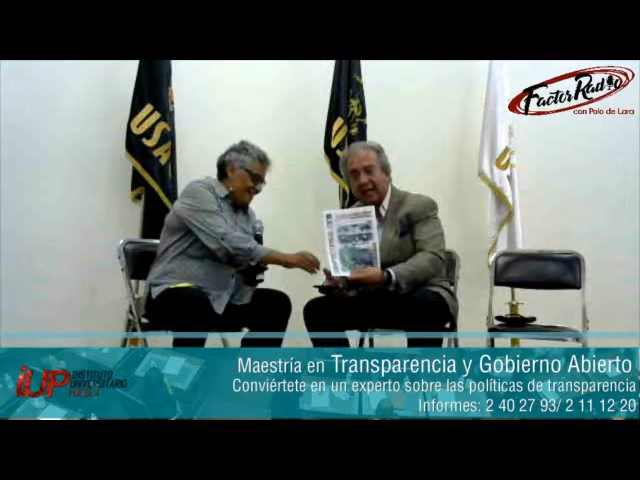 Factor Radio
con Polo de Lara
USA
U
iUP INSTITUTO
UNIVERSITARIO
PUEBLA
Maestría en Transparencia y Gobierno Abierto
Conviértete en un experto sobre las políticas de transparencia
Informes: 2 40 27 93/ 2 11 12 20